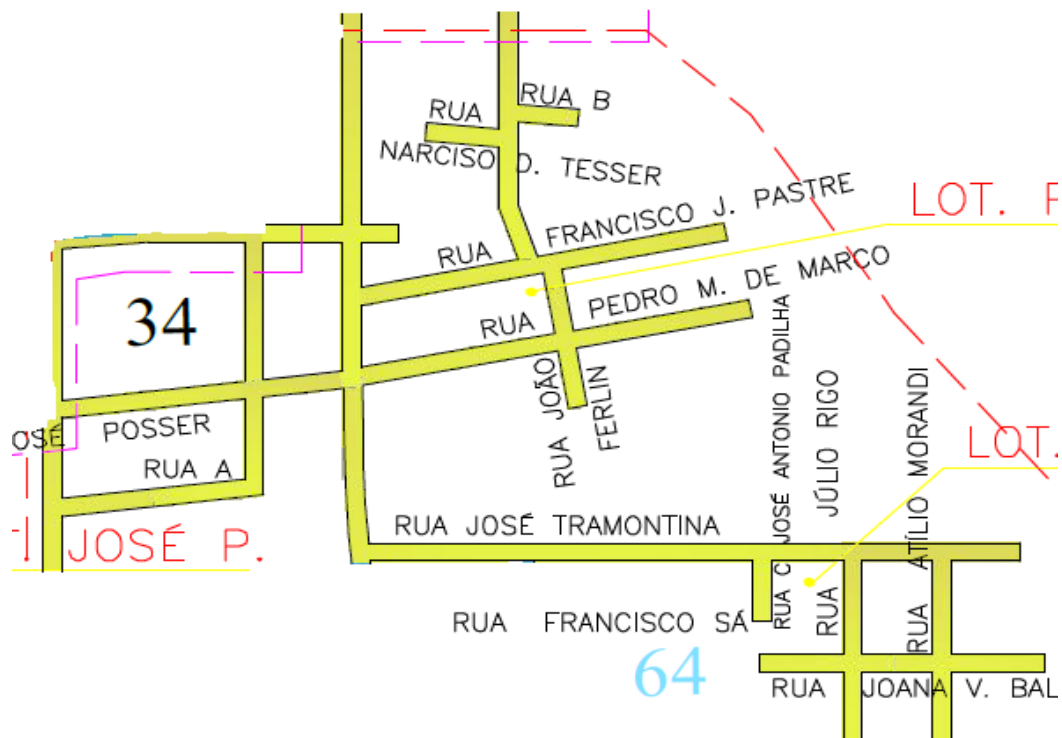 RUA B
RUA
NARCISO D. TESSER
RUA FRANCISCO J. PASTRE
LOT.
RUA PEDRO M. DE MARCO
34
RUA JOÃO
FERLIN
OSÉ POSSER
RUA A
JOSÉ P.
RUA JOSÉ TRAMONTINA
RUA C JOSÉ ANTONIO PADILHA
RUA JÚLIO RIGO
RUA ATÍLIO MORANDI
LOT.
RUA FRANCISCO SÁ
64
RUA JOANA V. BAL